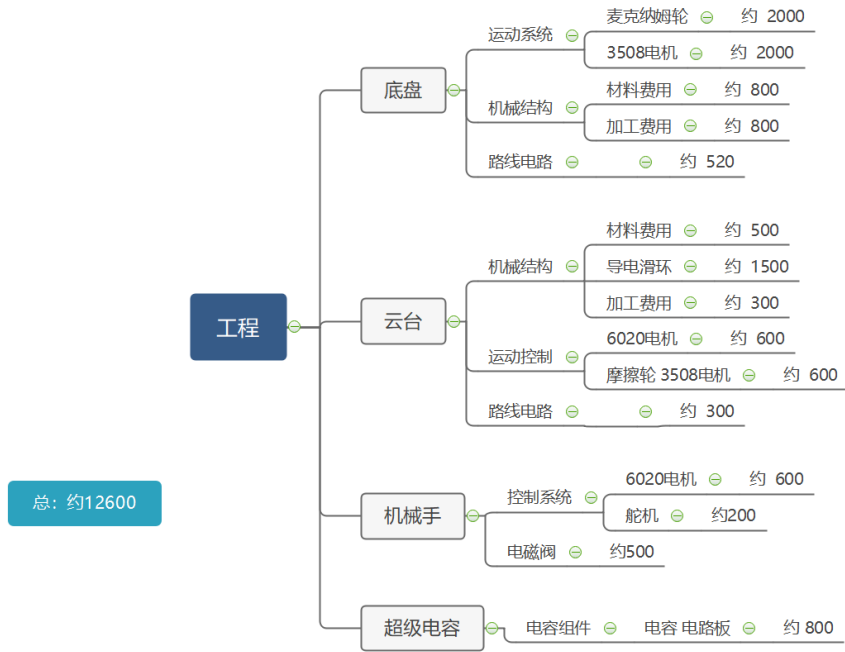 麦克纳姆轮 约 2000
运动系统
3508电机 约 2000
底盘
材料费用 约 800
机械结构
加工费用 约 800
路线电路 约 520
材料费用 约 500
机械结构 导电滑环 约 1500
加工费用 约 300
工程
云台
6020电机 约 600
运动控制
摩擦轮 3508电机 约 600
路线电路 约 300
总：约12600
6020电机 约 600
控制系统
机械手
舵机 约200
电磁阀 约500
超级电容 电容组件 电容 电路板 约 800